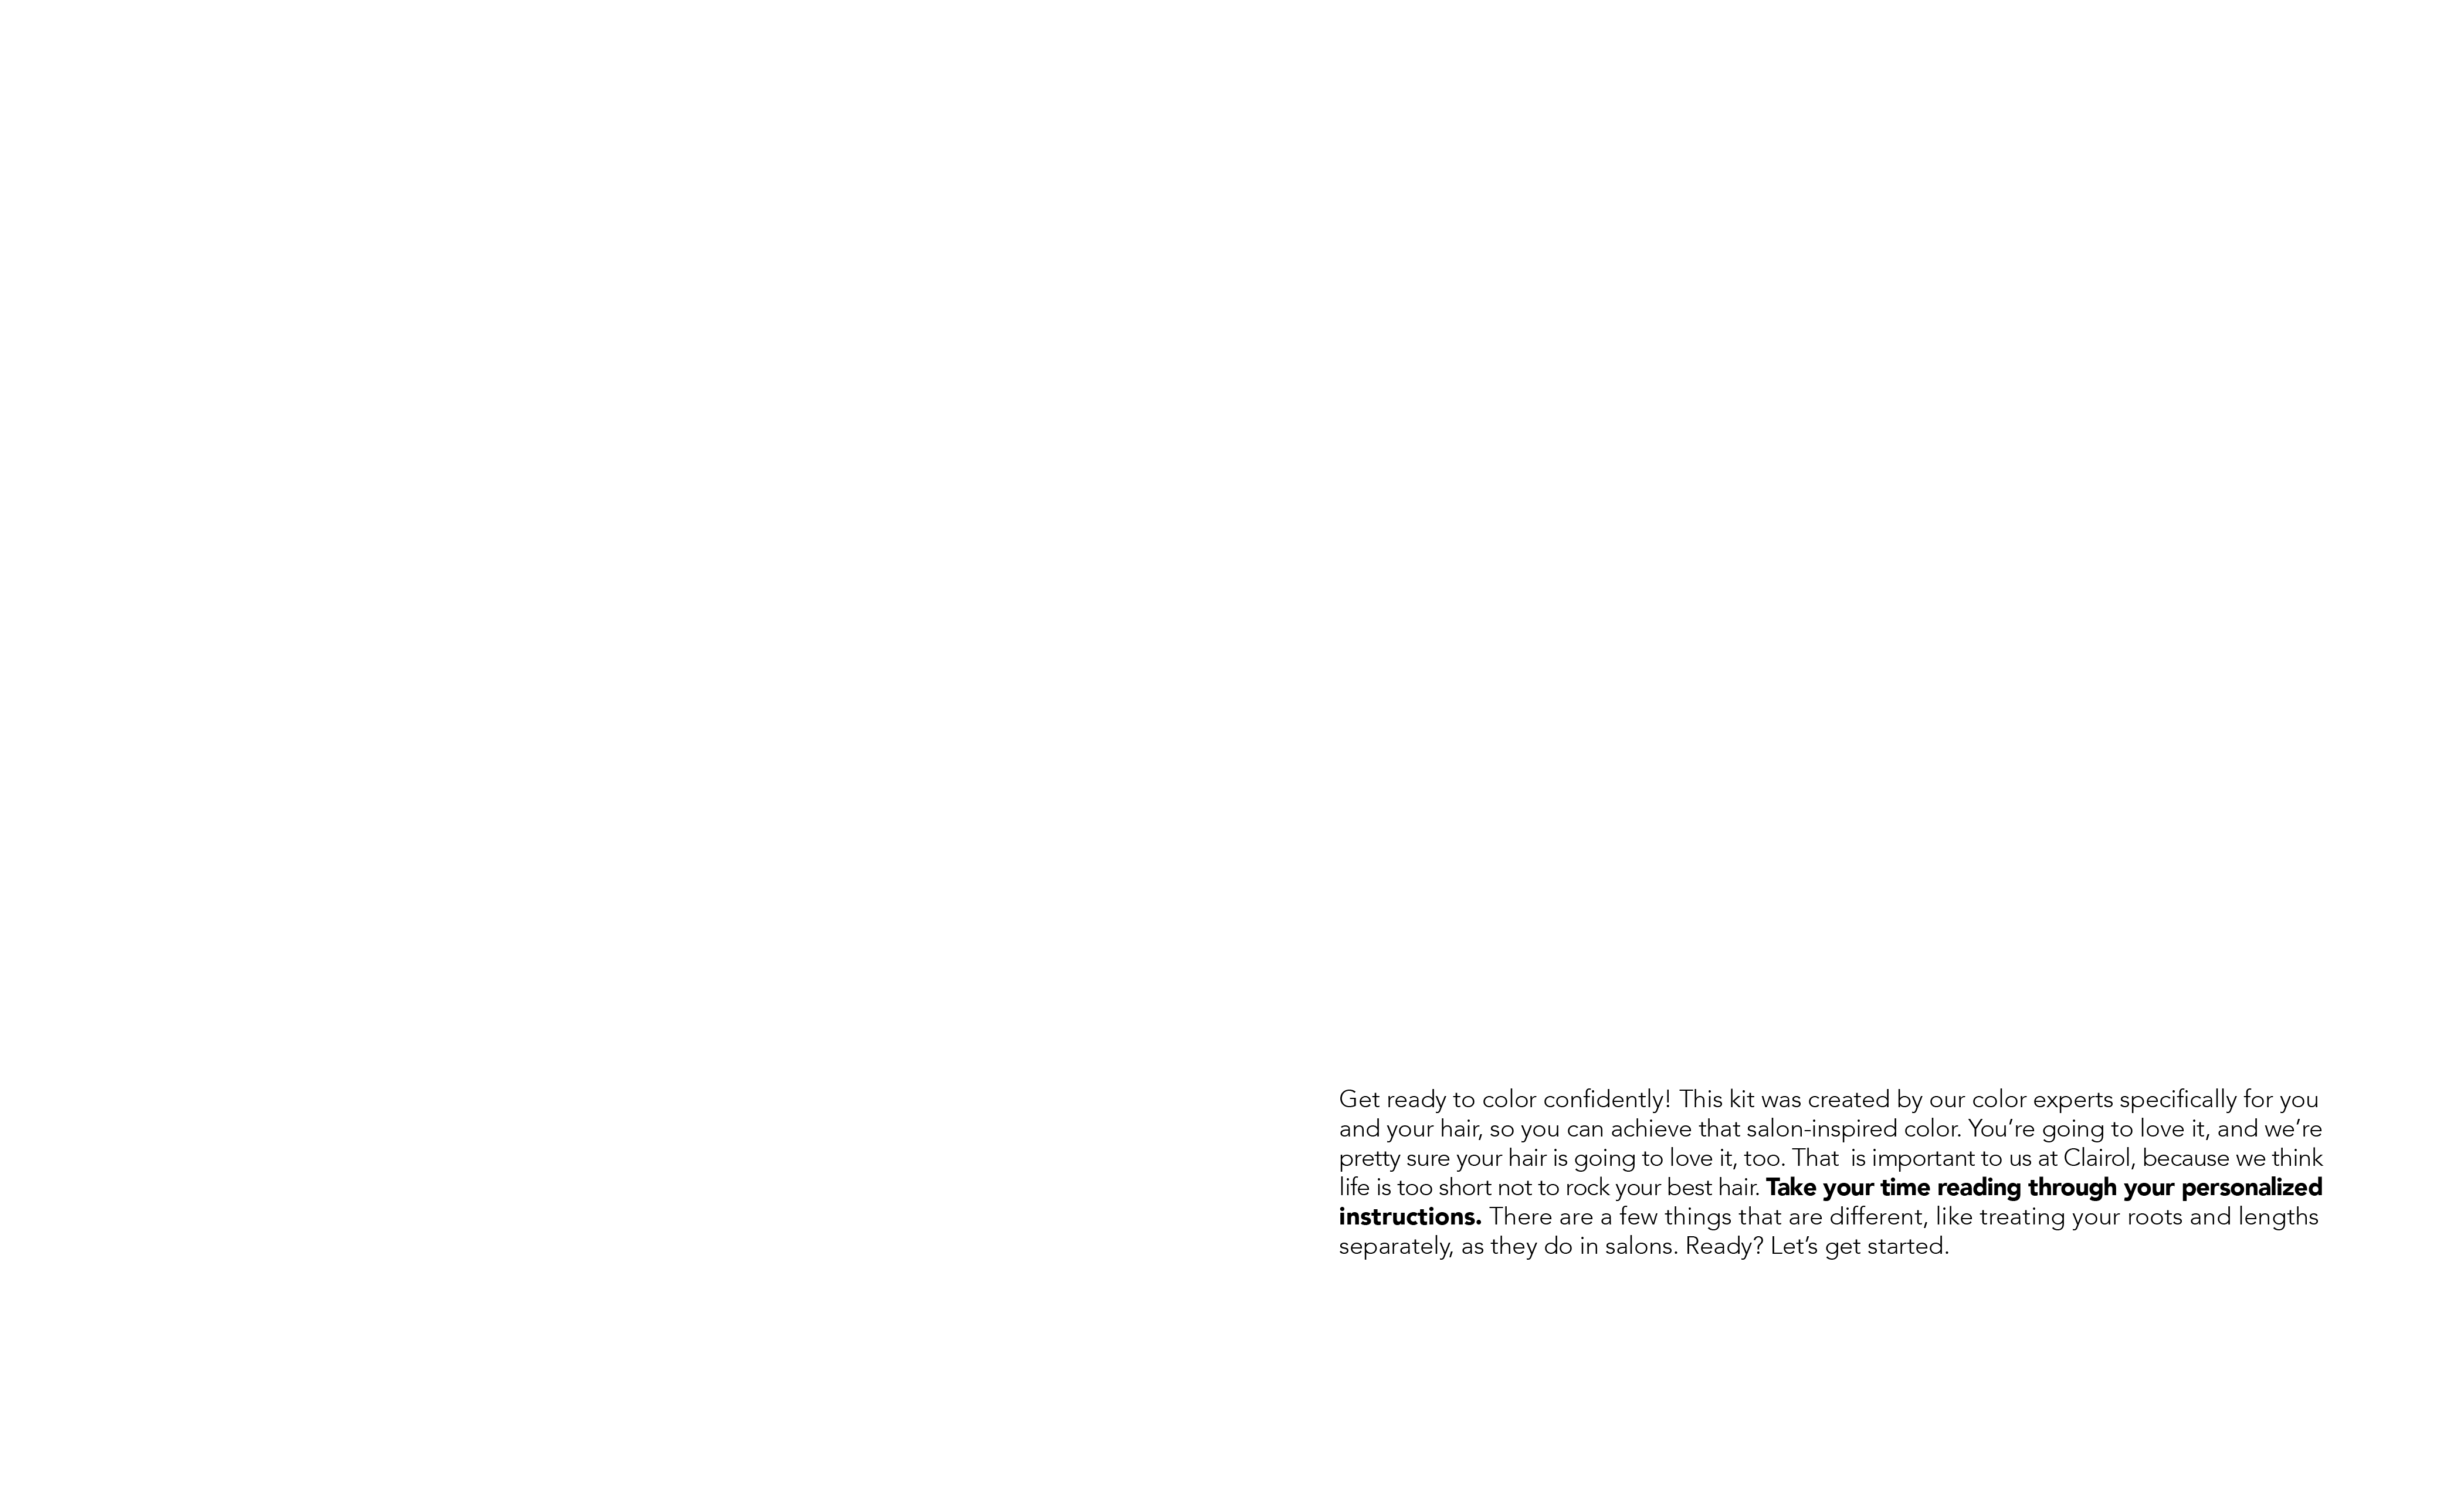 Get ready to color confidently! This kit was created by our color experts specifically for you
and your hair, so you can achieve that salon-inspired color. You’re going to love it, and we’re
pretty sure your hair is going to love it, too. That  is important to us at Clairol, because we think
life is too short not to rock your best hair. Take your time reading through your personalized
instructions. There are a few things that are different, like treating your roots and lengths
separately, as they do in salons. Ready? Let’s get started.